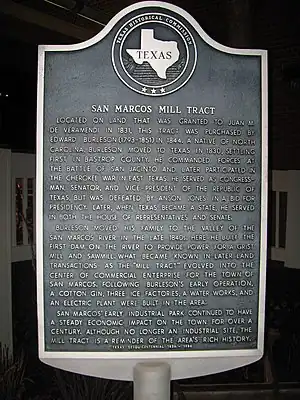 TEXAS HISTORICAL COMMISSION
TEXAS
SAN MARCOS MILL TRACT
LOCATED ON LAND THAT WAS GRANTED TO JUAN M.
DE VERAMENDI IN 1831, THIS TRACT WAS PURCHASED BY
EDWARD BURLESON (1793-1851) IN 1844. A NATIVE OF NORTH
CAROLINA, BURLESON MOVED TO TEXAS IN 1830, SETTLING
FIRST IN BASTROP COUNTY. HE COMMANDED FORCES AT
THE BATTLE OF SAN JACINTO AND LATER PARTICIPATED IN
THE CHEROKEE WAR IN EAST TEXAS. HE SERVED AS CONGRESS-
MAN, SENATOR, AND VICE PRESIDENT OF THE REPUBLIC OF
TEXAS, BUT WAS DEFEATED BY ANSON JONES IN A BID FOR
PRESIDENCY. LATER, WHEN TEXAS BECAME A STATE, HE SERVED
IN BOTH THE HOUSE OF REPRESENTATIVES AND SENATE.
BURLESON MOVED HIS FAMILY TO THE VALLEY OF THE
SAN MARCOS RIVER IN THE LATE 1840s. HERE HE BUILT THE
FIRST DAM ON THE RIVER TO PROVIDE POWER FOR A GRIST
MILL AND SAWMILL. WHAT BECAME KNOWN IN LATER LAND
TRANSACTIONS AS THE "MILL TRACT" EVOLVED INTO THE
CENTER OF COMMERCIAL ENTERPRISE FOR THE TOWN OF
SAN MARCOS. FOLLOWING BURLESON'S EARLY OPERATION,
A COTTON GIN, THREE ICE FACTORIES, A WATER WORKS, AND
AN ELECTRIC PLANT WERE BUILT IN THE AREA.
SAN MARCOS' EARLY INDUSTRIAL PARK CONTINUED TO HAVE
A STEADY ECONOMIC IMPACT ON THE TOWN FOR OVER A
CENTURY. ALTHOUGH NO LONGER AN INDUSTRIAL SITE, THE
MILL TRACT IS A REMINDER OF THE AREA'S RICH HISTORY.
TEXAS SESQUICENTENNIAL 1836-1986